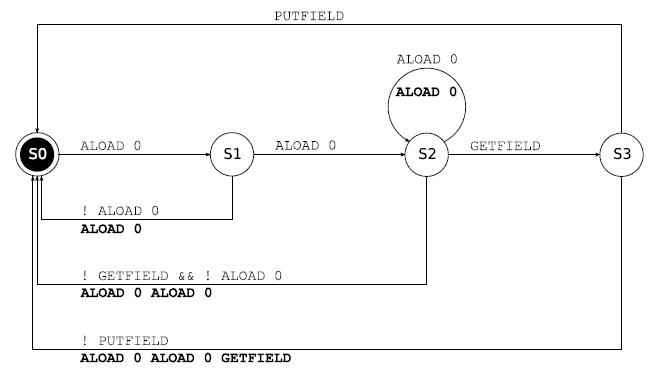 PUTFIELD
ALOAD 0
ALOAD 0
S0
ALOAD 0
S1
ALOAD 0
S2
GETFIELD
S3
! ALOAD 0
ALOAD 0
! GETFIELD && ! ALOAD 0
ALOAD 0 ALOAD 0
! PUTFIELD
ALOAD 0 ALOAD 0 GETFIELD